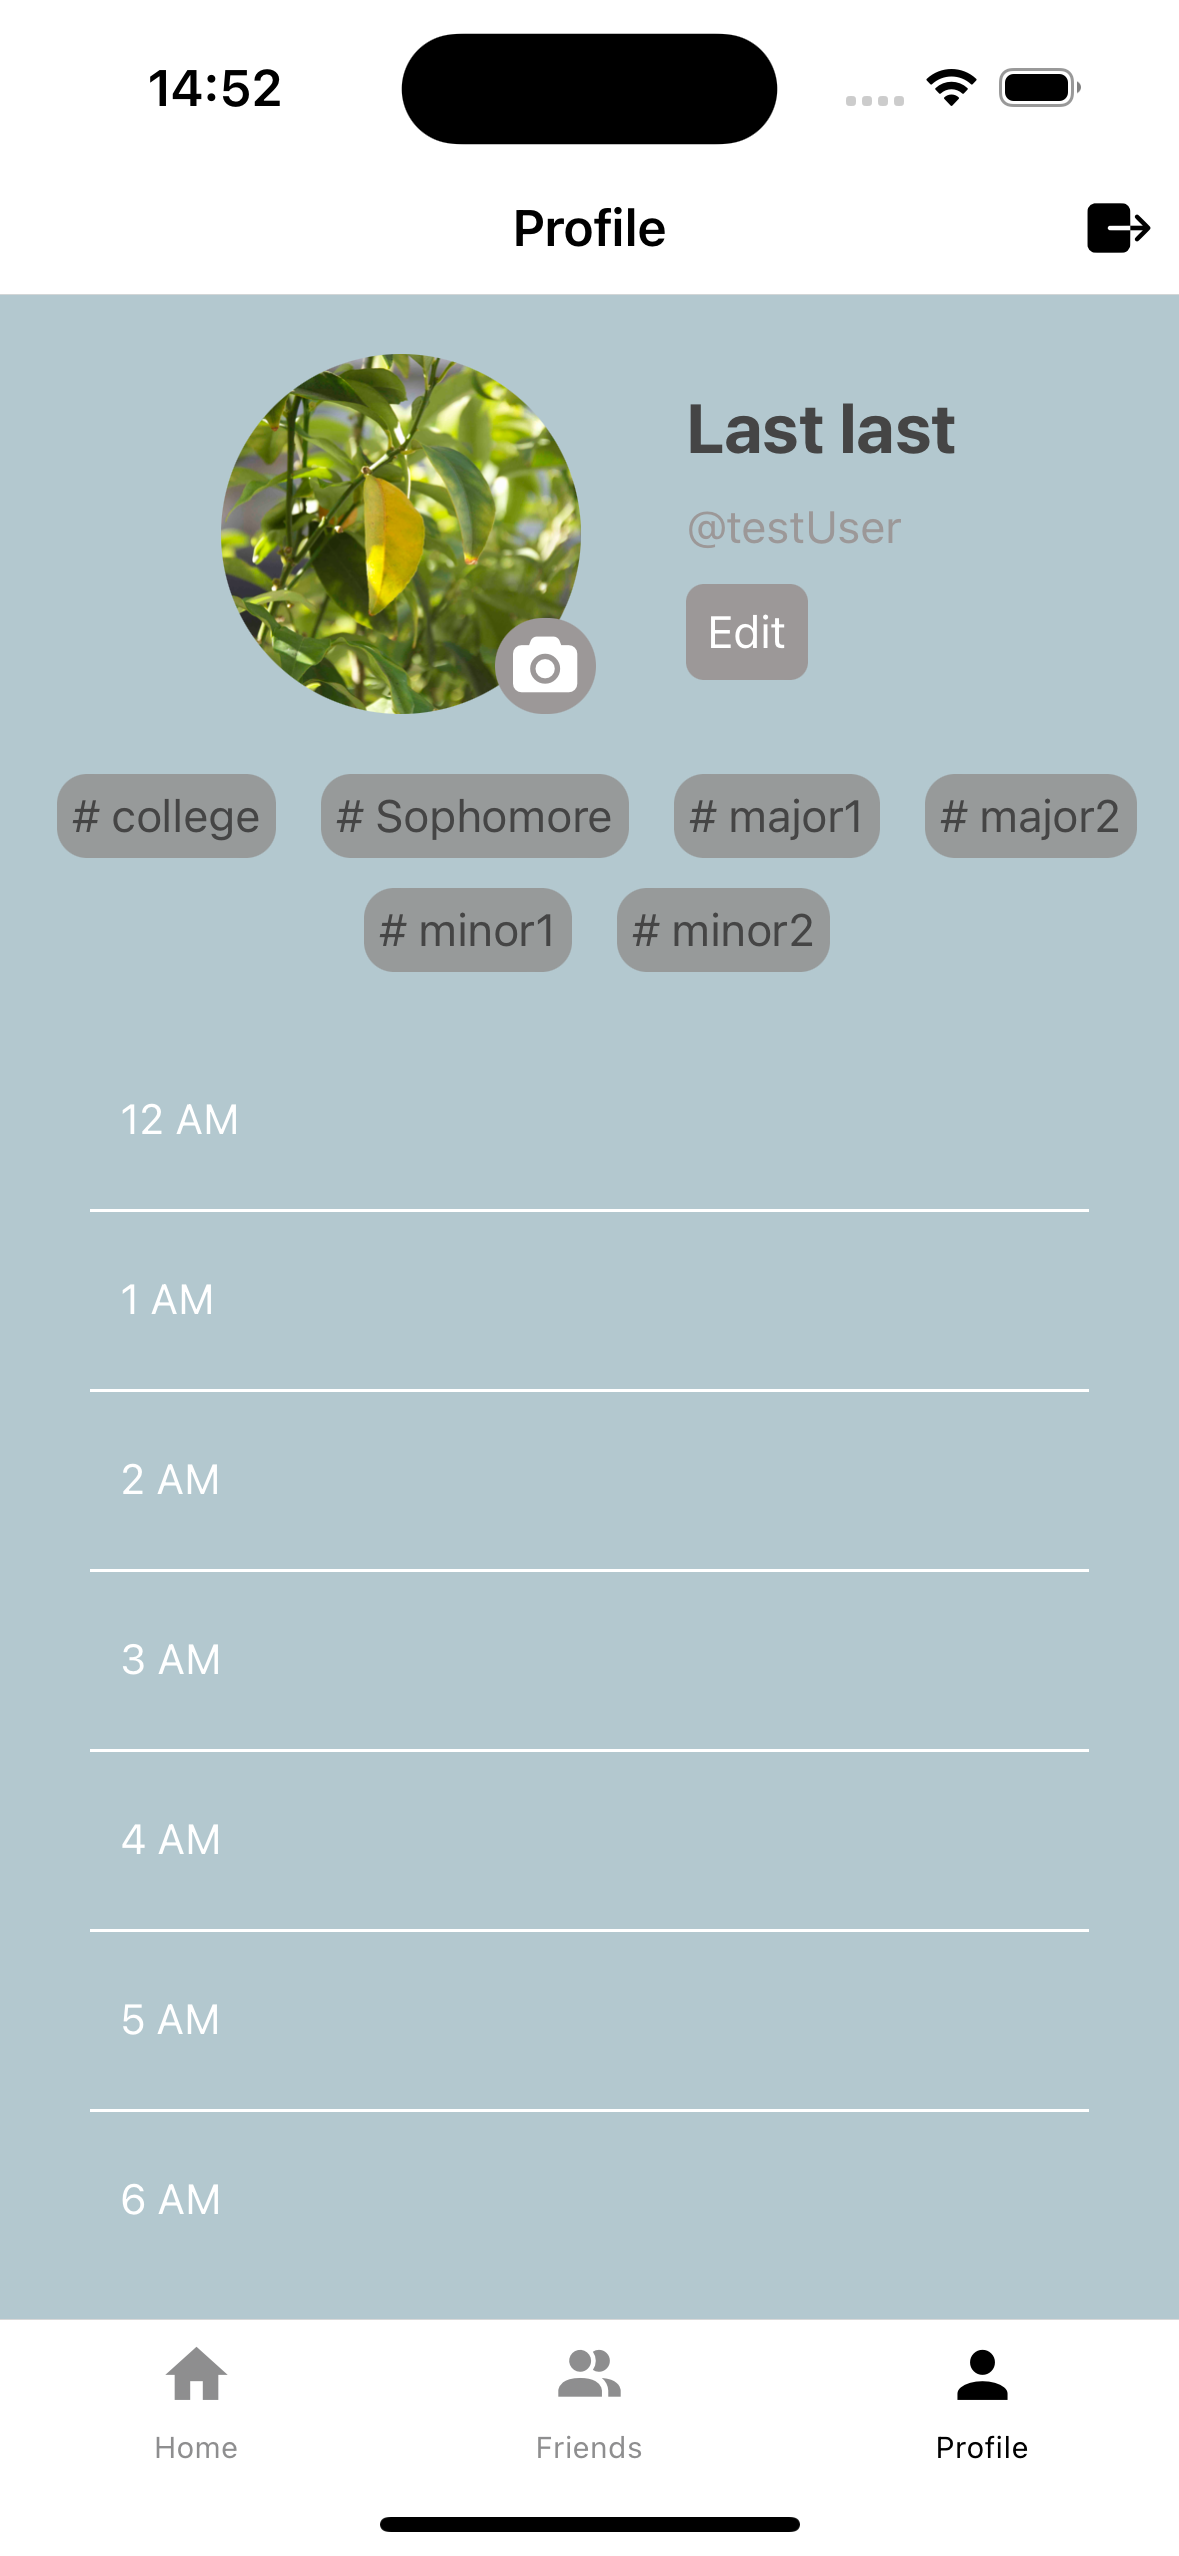 14:52
Profile
Last last
@testUser
Edit
# college # Sophomore # major1 # major2
# minor1 # minor2
12 AM
1 AM
2 AM
3 AM
4 AM
5 AM
6 AM
Home Friends Profile